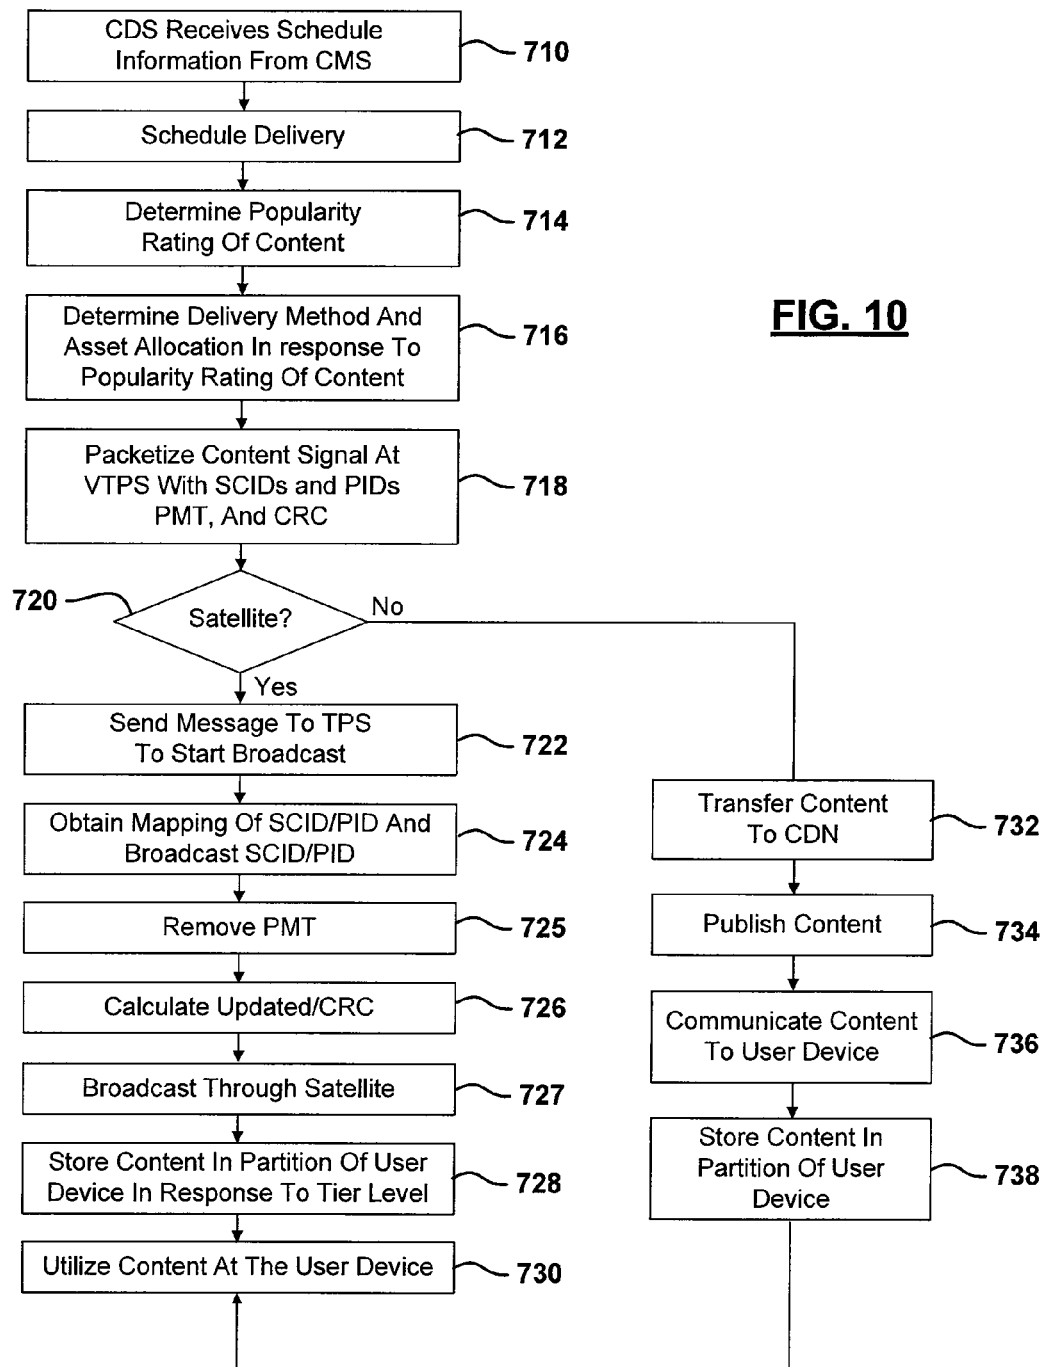 CDS Receives Schedule
Information From CMS
710
Schedule Delivery
712
Determine Popularity
Rating Of Content
714
FIG. 10
Determine Delivery Method And
Asset Allocation In response To
Popularity Rating Of Content
716
Packetize Content Signal At
VTPS With SCIDs and PIDs
PMT, And CRC
718
720
Satellite?
No
Yes
Send Message To TPS
To Start Broadcast
722
Obtain Mapping Of SCID/PID And
Broadcast SCID/PID
724
Remove PMT
725
Calculate Updated/CRC
726
Broadcast Through Satellite
727
Store Content In Partition Of User
Device In Response To Tier Level
728
Utilize Content At The User Device
730
Transfer Content
To CDN
732
Publish Content
734
Communicate Content
To User Device
736
Store Content In
Partition Of User
Device
738